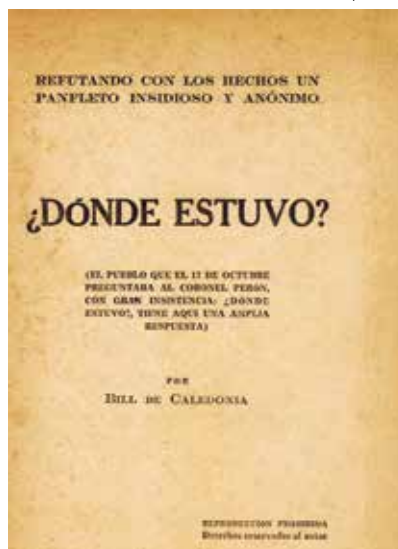 REFUTANDO CON LOS HECHOS UN
PANFLETO INSIDIOSO Y ANÓNIMO
¿DÓNDE ESTUVO?
(EL PUEBLO QUE EL 17 DE OCTUBRE
PREGUNTABA AL CORONEL PERÓN,
CON GRAN INSISTENCIA: ¿DONDE
ESTUVO?, TIENE AQUI UNA AMPLIA
RESPUESTA)
POR
BILL DE CALEDONIA
REPRODUCCION PROHIBIDA
Derechos reservados al autor